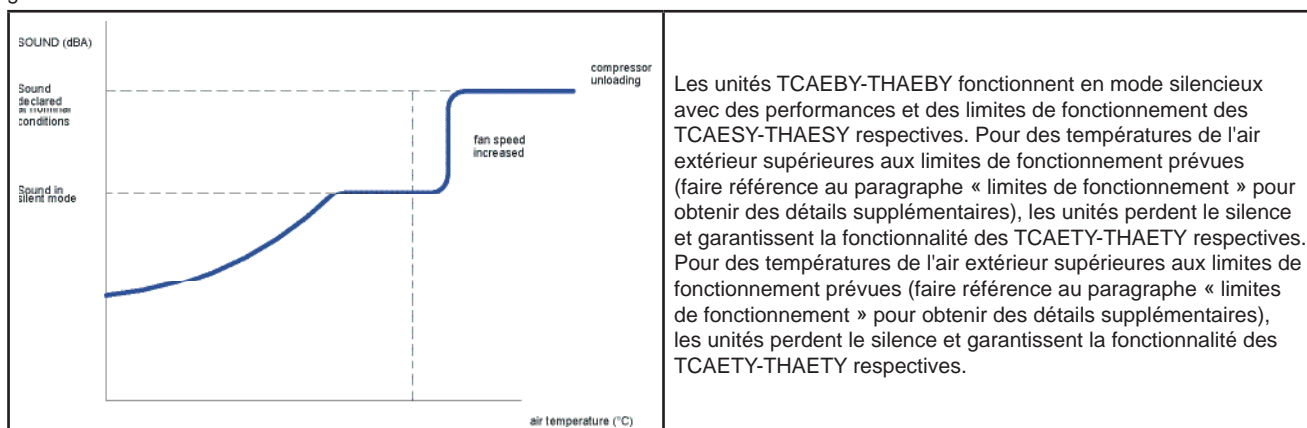 SOUND (dBA)
Sound
declared
at nominal
conditions
Sound in
silent mode
compressor
unloading
fan speed
increased
air temperature (°C)
Les unités TCAEBY-THAEBY fonctionnent en mode silencieux
avec des performances et des limites de fonctionnement des
TCAESY-THAESY respectives. Pour des températures de l'air
extérieur supérieures aux limites de fonctionnement prévues
(faire référence au paragraphe « limites de fonctionnement » pour
obtenir des détails supplémentaires), les unités perdent le silence
et garantissent la fonctionnalité des TCAETY-THAETY respectives.
Pour des températures de l'air extérieur supérieures aux limites de
fonctionnement prévues (faire référence au paragraphe « limites
de fonctionnement » pour obtenir des détails supplémentaires),
les unités perdent le silence et garantissent la fonctionnalité des
TCAETY-THAETY respectives.